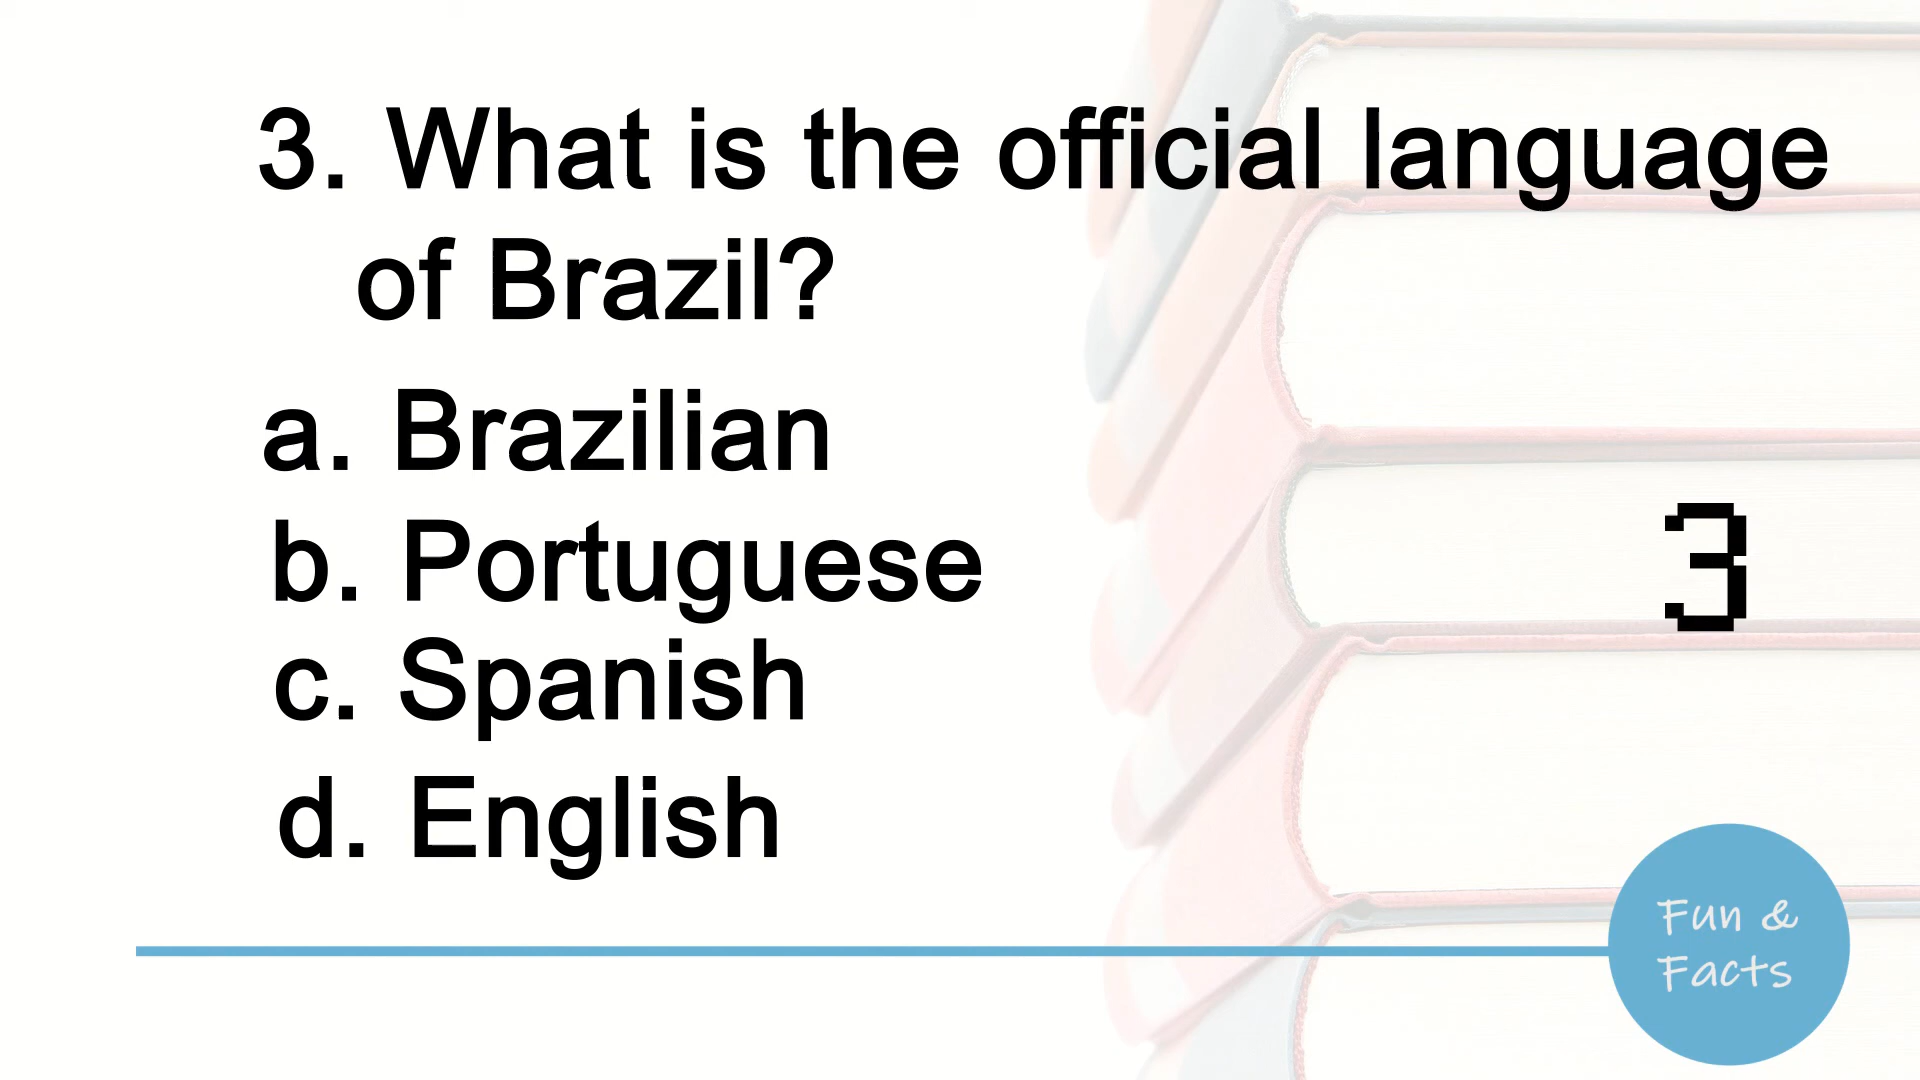 3. What is the official language
of Brazil?
a. Brazilian
b. Portuguese
3
c. Spanish
d. English
Fun &
Facts